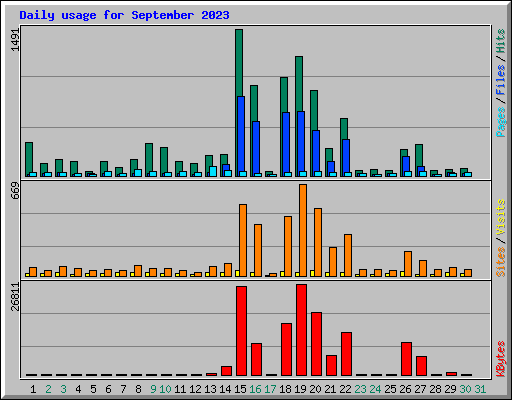 Daily usage for September 2023
1491
Pages / Files / Hits
669
Sites / Visits
26811
KBytes
1 2 3 4 5 6 7 8 9 10 11 12 13 14 15 16 17 18 19 20 21 22 23 24 25 26 27 28 29 30 31